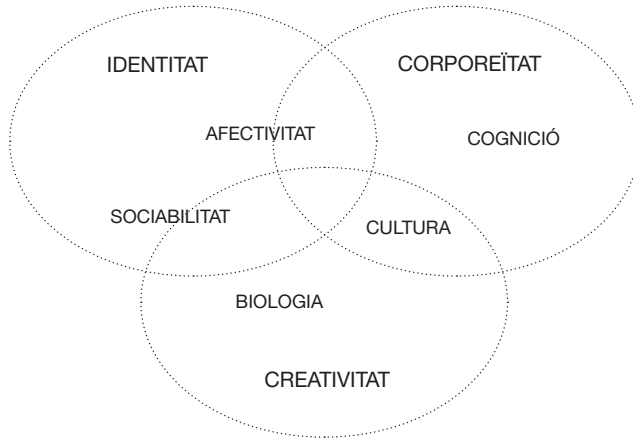 IDENTITAT
CORPOREÏTAT
AFECTIVITAT
COGNICIÓ
SOCIABILITAT
CULTURA
BIOLOGIA
CREATIVITAT